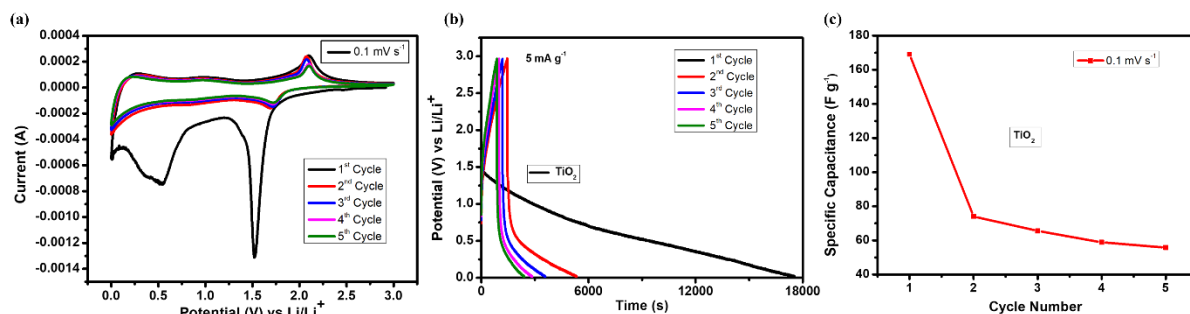 (a)
0.0004
0.0002
0.0000
-0.0002
-0.0004
-0.0006
-0.0008
-0.0010
-0.0012
-0.0014
Current (A)
0.1 mV s⁻¹
1ˢᵗ Cycle
2ⁿᵈ Cycle
3ʳᵈ Cycle
4ᵗʰ Cycle
5ᵗʰ Cycle
0.0 0.5 1.0 1.5 2.0 2.5 3.0
Potential (V) vs Li/Li⁺
(b)
3.5
3.0
2.5
2.0
1.5
1.0
0.5
0.0
Potential (V) vs Li/Li⁺
5 mA g⁻¹
1ˢᵗ Cycle
2ⁿᵈ Cycle
3ʳᵈ Cycle
4ᵗʰ Cycle
5ᵗʰ Cycle
TiO₂
0 6000 12000 18000
Time (s)
(c)
180
160
140
120
100
80
60
40
Specific Capacitance (F g⁻¹)
0.1 mV s⁻¹
TiO₂
1 2 3 4 5
Cycle Number